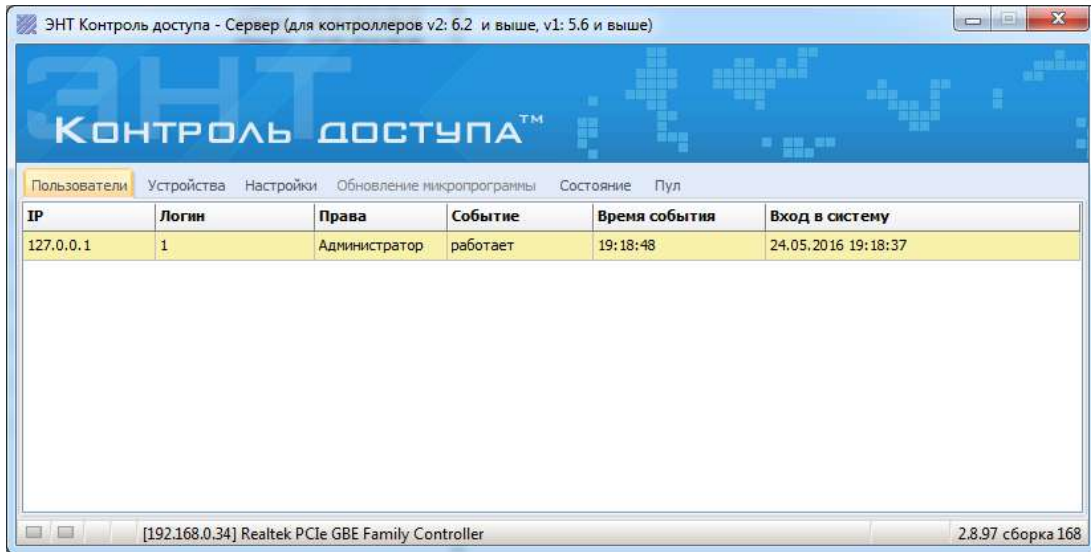 ЭНТ Контроль доступа - Сервер (для контроллеров v2: 6.2 и выше, v1: 5.6 и выше)
ЭНТ
КОНТРОЛЬ ДОСТУПА™
Пользователи Устройства Настройки Обновление микропрограммы Состояние Пул
IP Логин Права Событие Время события Вход в систему
127.0.0.1 1 Администратор работает 19:18:48 24.05.2016 19:18:37
[192.168.0.34] Realtek PCIe GBE Family Controller 2.8.97 сборка 168